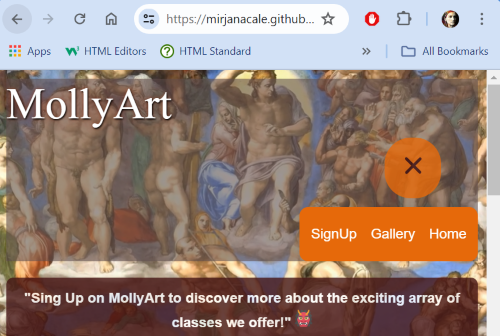 https://mirjanacale.github...
Apps HTML Editors HTML Standard » All Bookmarks
MollyArt
SignUp Gallery Home
"Sing Up on MollyArt to discover more about the exciting array of
classes we offer!" 👹